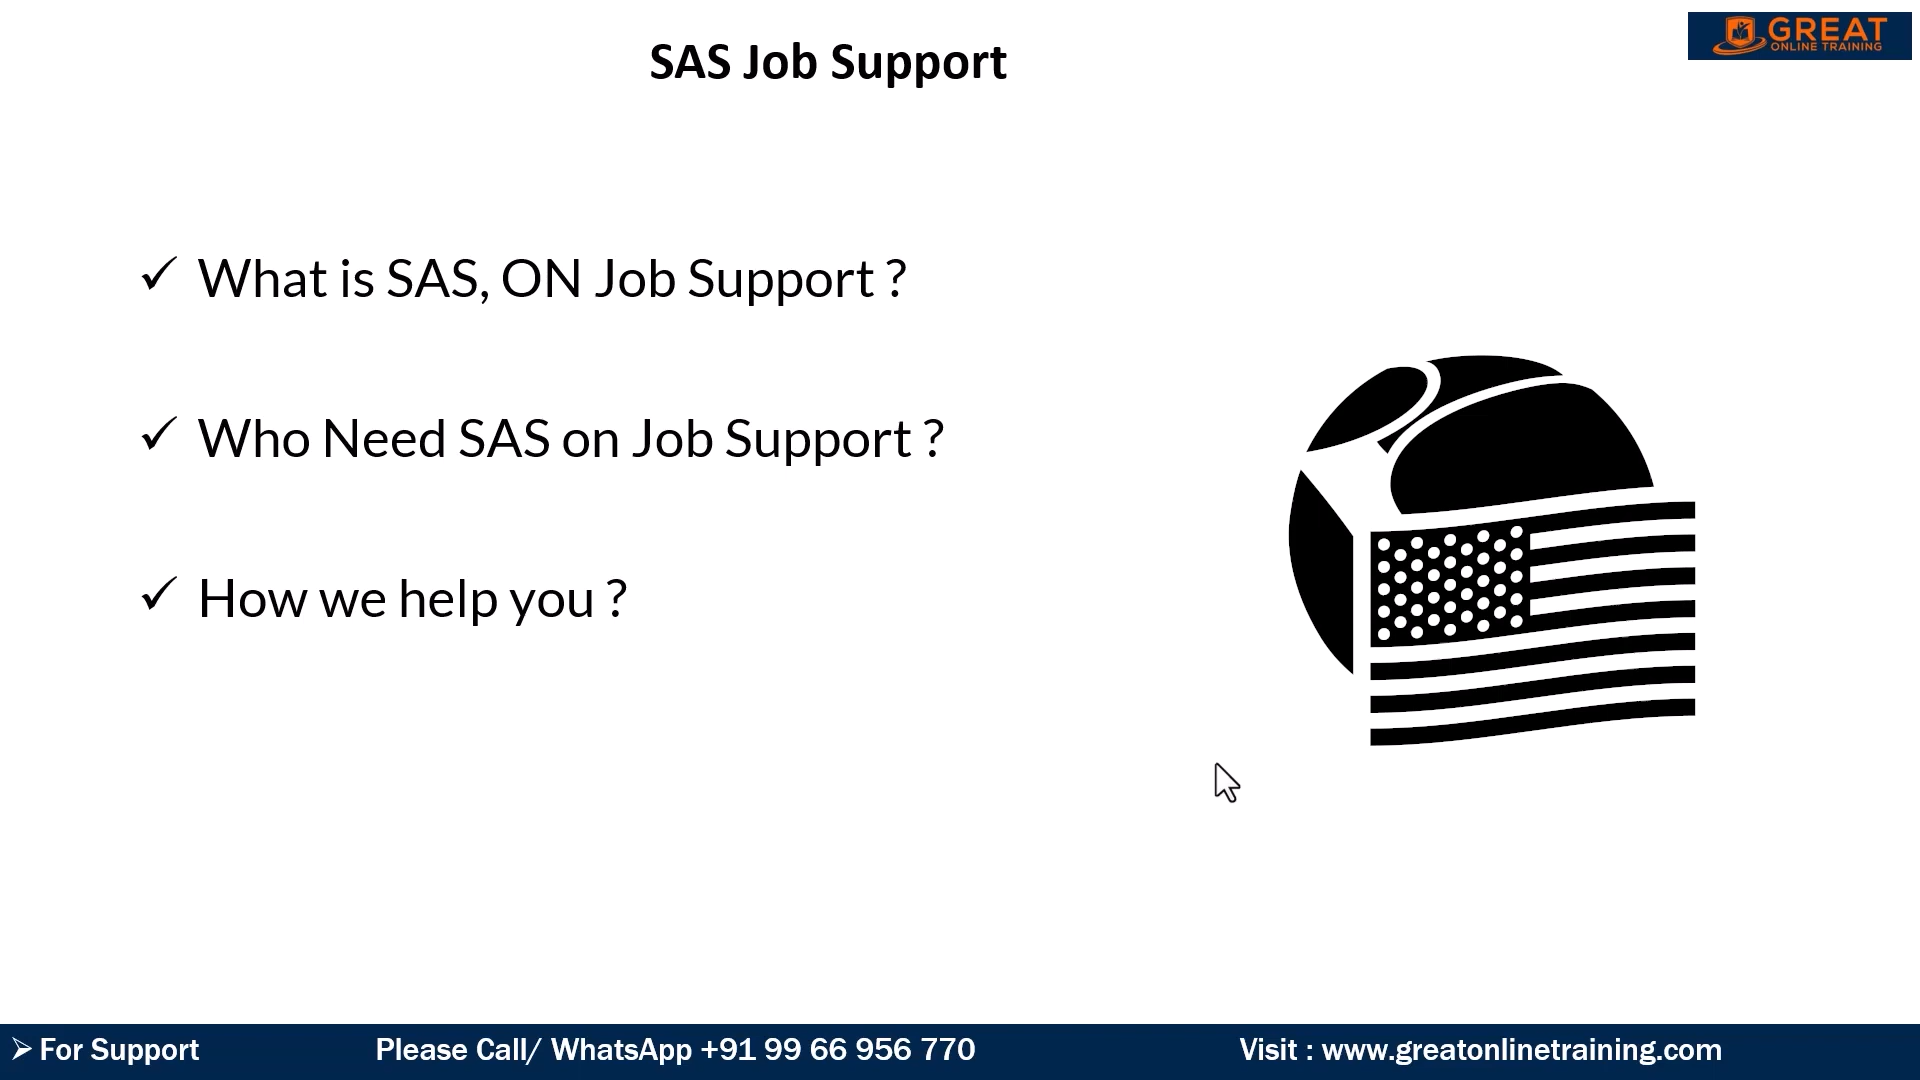 SAS Job Support
GREAT
ONLINE TRAINING
✓ What is SAS, ON Job Support ?
✓ Who Need SAS on Job Support ?
✓ How we help you ?
➢ For Support Please Call/ WhatsApp +91 99 66 956 770 Visit : www.greatonlinetraining.com